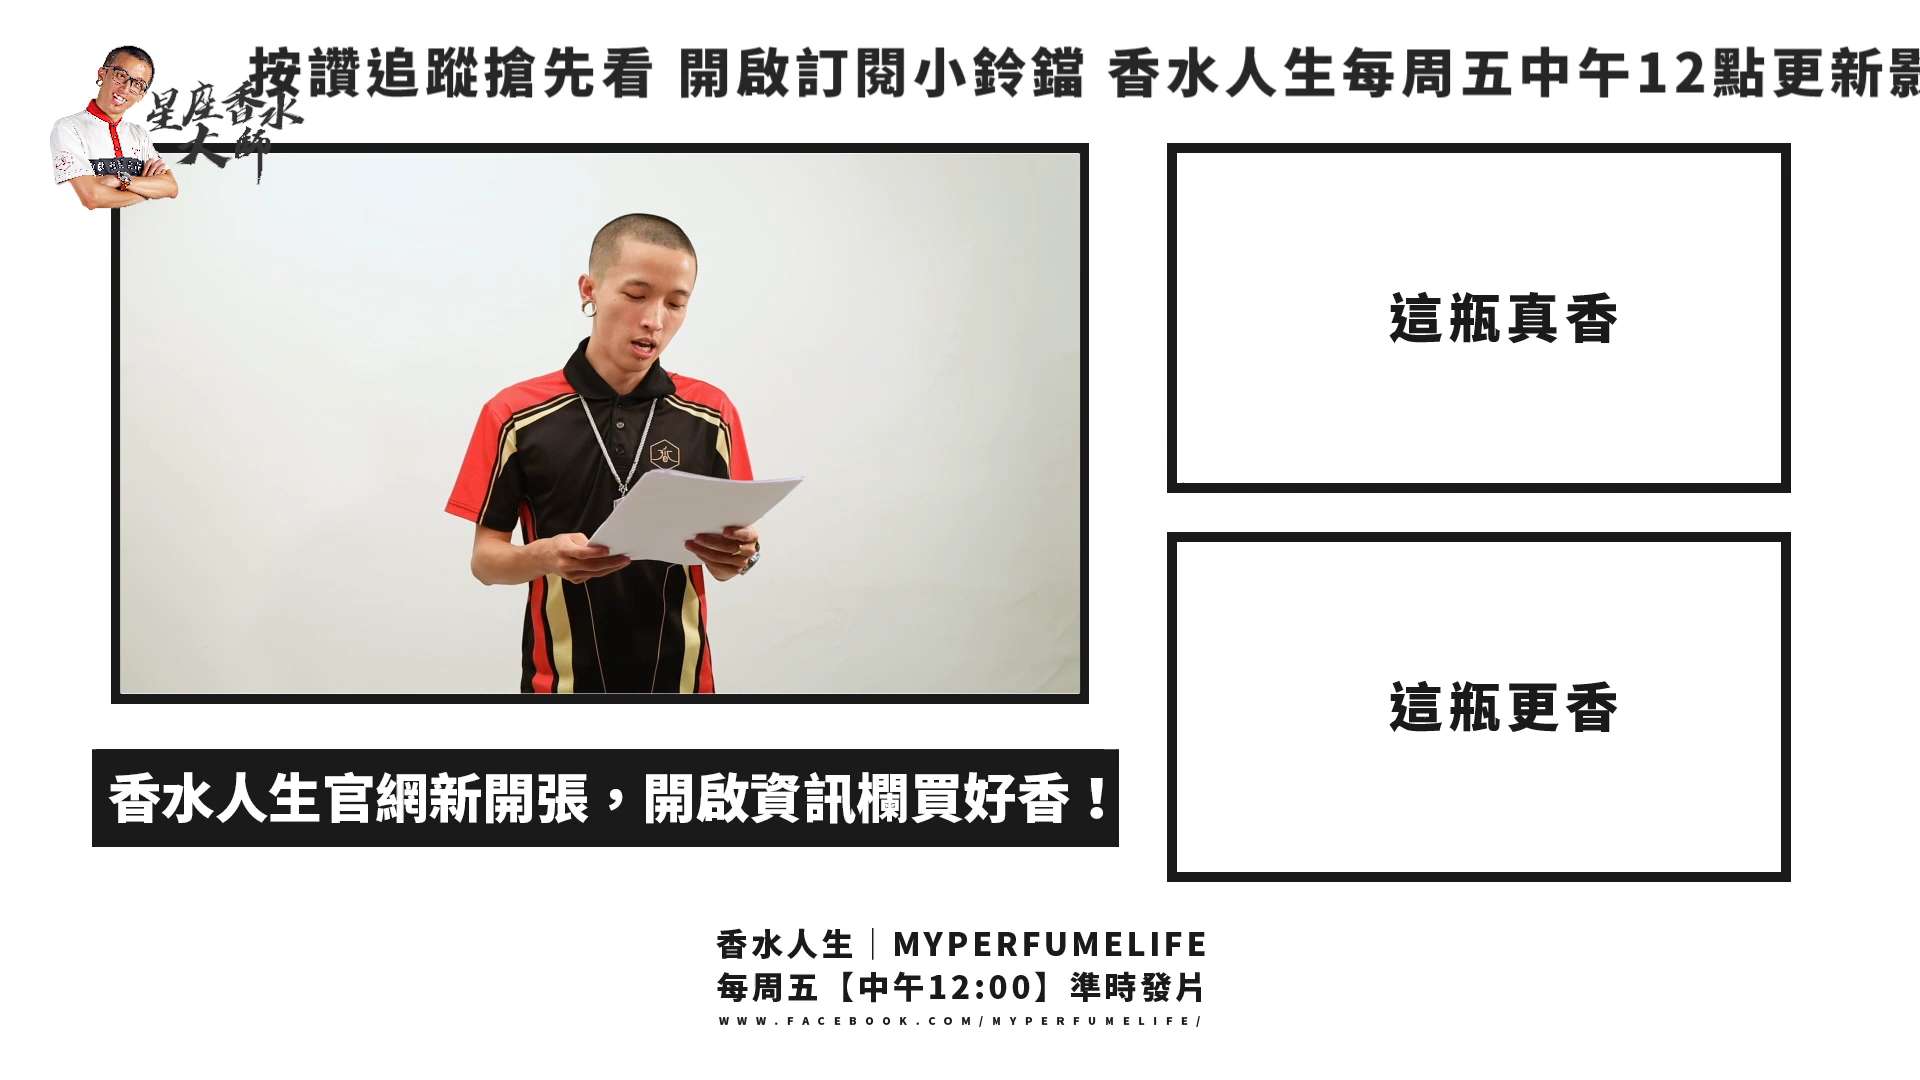 按讚追蹤搶先看 開啟訂閱小鈴鐺 香水人生每周五中午12點更新影
星座香水
大師
這瓶真香
這瓶更香
香水人生官網新開張，開啟資訊欄買好香！
香水人生｜MYPERFUMELIFE
每周五【中午12:00】準時發片
WWW.FACEBOOK.COM/MYPERFUMELIFE/